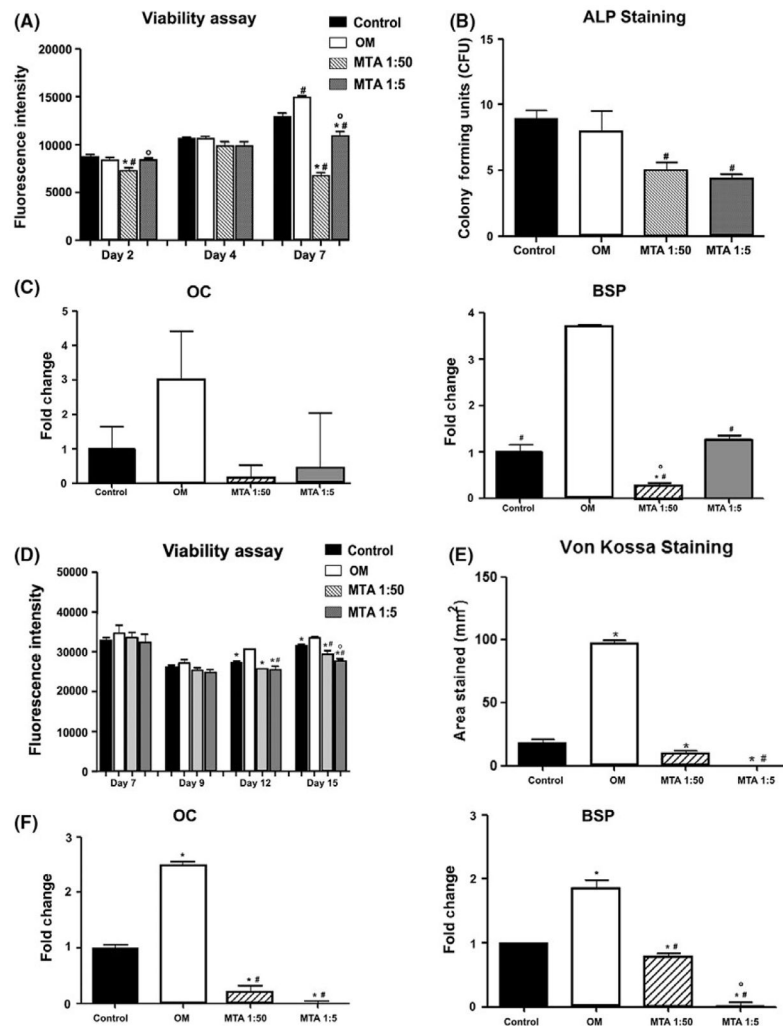 (A)
Viability assay
Control
OM
MTA 1:50
MTA 1:5
Fluorescence intensity
20000
15000
10000
5000
0
* #
o
#
* #
o
* #
Day 2 Day 4 Day 7
(B)
ALP Staining
Colony forming units (CFU)
15
10
5
0
# #
Control OM MTA 1:50 MTA 1:5
(C)
OC
Fold change
5
4
3
2
1
0
Control OM MTA 1:50 MTA 1:5
BSP
Fold change
4
3
2
1
0
#
o
* #
#
Control OM MTA 1:50 MTA 1:5
(D)
Viability assay
Control
OM
MTA 1:50
MTA 1:5
Fluorescence intensity
50000
40000
30000
20000
10000
0
* * *#
* *# o
*#
Day 7 Day 9 Day 12 Day 15
(E)
Von Kossa Staining
Area stained (mm²)
150
100
50
0
*
*
* #
Control OM MTA 1:50 MTA 1:5
(F)
OC
Fold change
3
2
1
0
*
* #
* #
Control OM MTA 1:50 MTA 1:5
BSP
Fold change
3
2
1
0
*
* #
o
* #
Control OM MTA 1:50 MTA 1:5